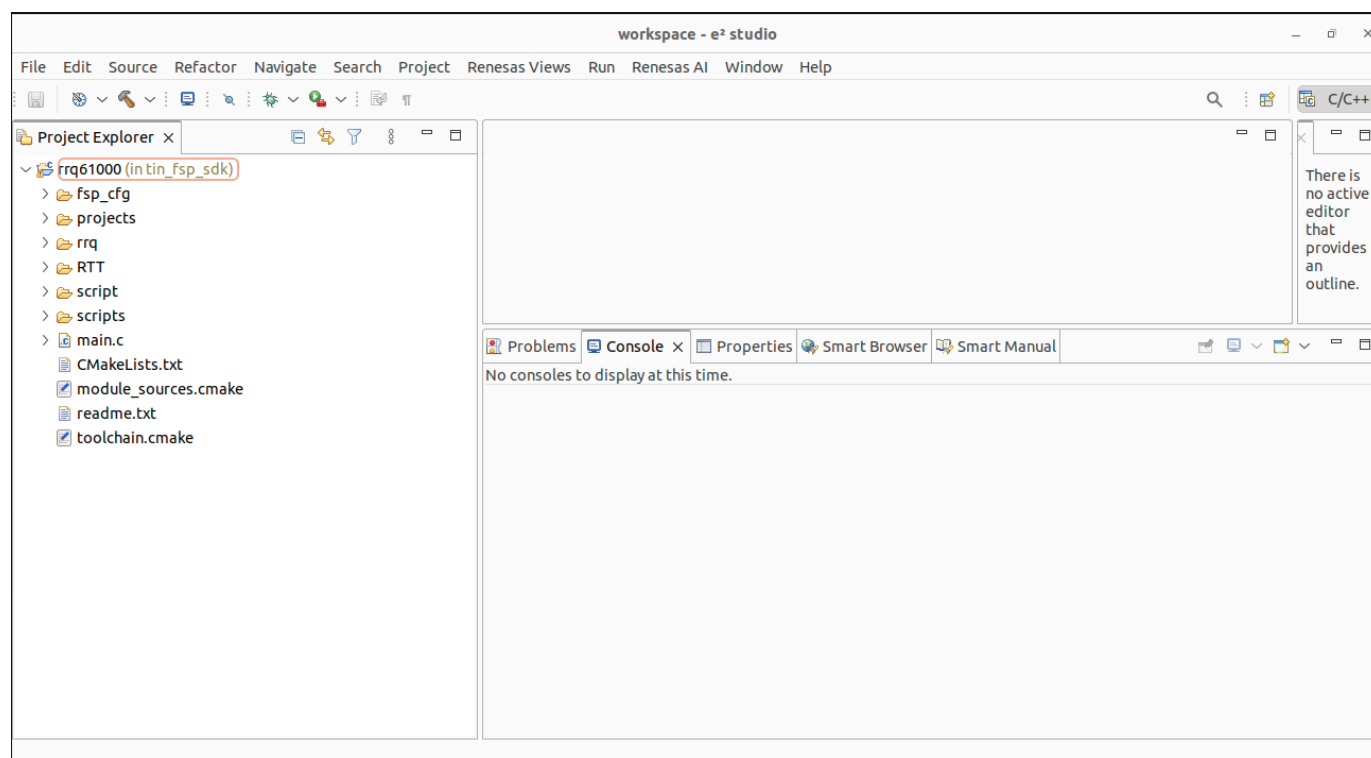 workspace - e² studio
File Edit Source Refactor Navigate Search Project Renesas Views Run Renesas AI Window Help
C/C++
Project Explorer
rrq61000 (in tin_fsp_sdk)
fsp_cfg
projects
rrq
RTT
script
scripts
main.c
CMakeLists.txt
module_sources.cmake
readme.txt
toolchain.cmake
There is
no active
editor
that
provides
an
outline.
Problems Console Properties Smart Browser Smart Manual
No consoles to display at this time.